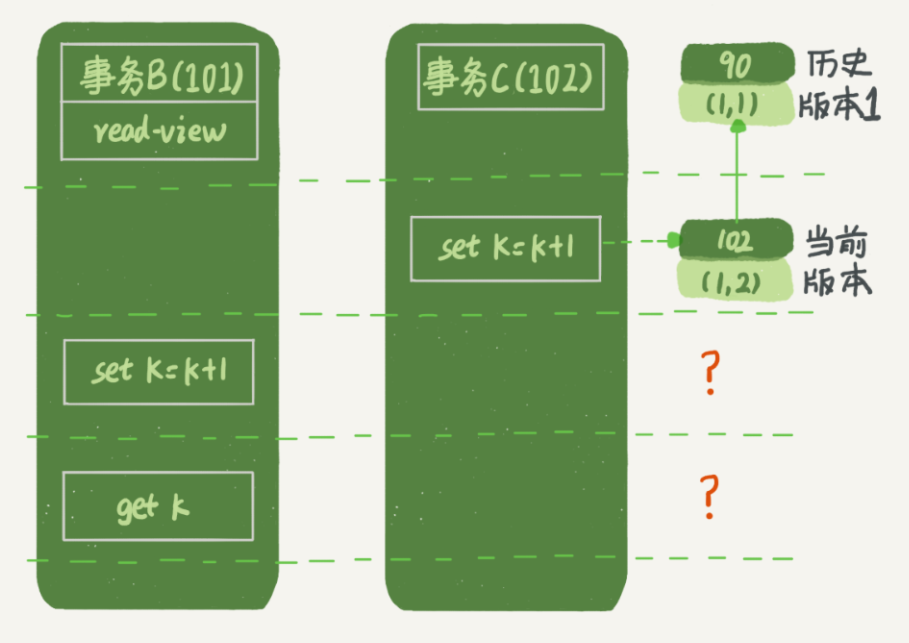 事务B(101)
read-view
事务C(102)
90
(1,1)
历史
版本1
set k=k+1
102
(1,2)
当前
版本
set k=k+1
?
get k
?